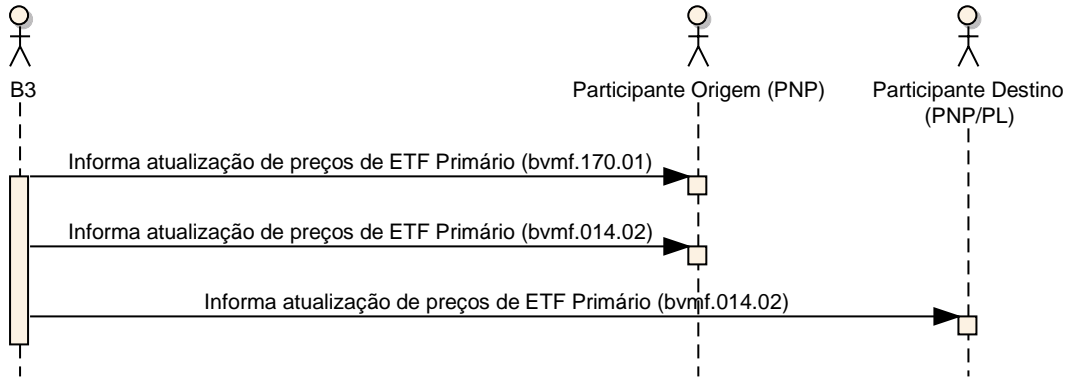 B3
Participante Origem (PNP)
Participante Destino
(PNP/PL)
Informa atualização de preços de ETF Primário (bvmf.170.01)
Informa atualização de preços de ETF Primário (bvmf.014.02)
Informa atualização de preços de ETF Primário (bvmf.014.02)